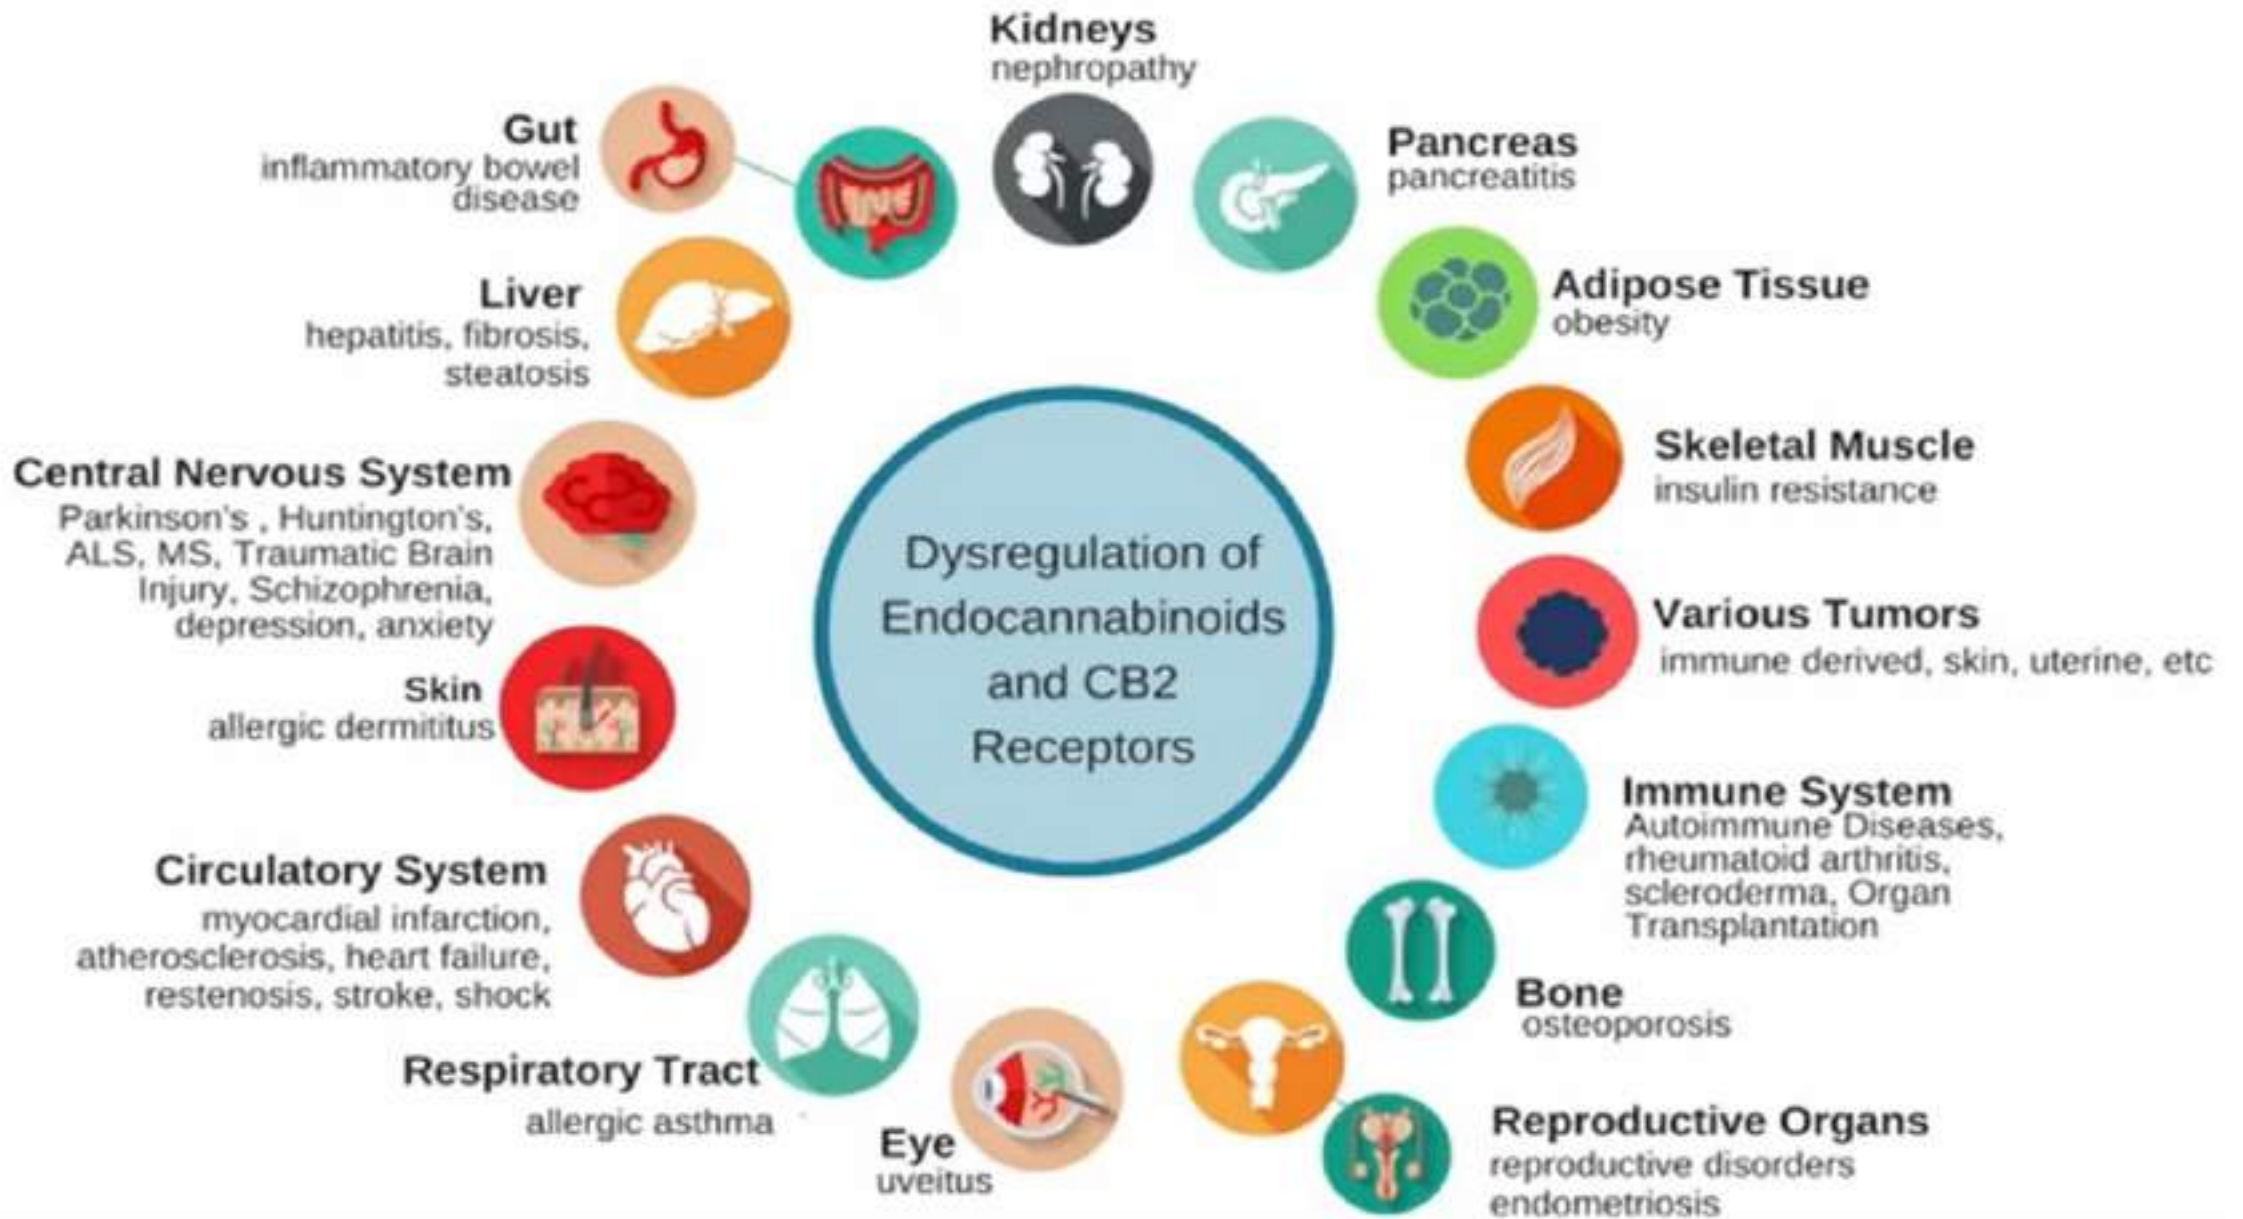 Kidneys
nephropathy
Gut
inflammatory bowel
disease
Pancreas
pancreatitis
Liver
hepatitis, fibrosis,
steatosis
Adipose Tissue
obesity
Central Nervous System
Parkinson's , Huntington's,
ALS, MS, Traumatic Brain
Injury, Schizophrenia,
depression, anxiety
Skeletal Muscle
insulin resistance
Dysregulation of
Endocannabinoids
and CB2
Receptors
Various Tumors
immune derived, skin, uterine, etc
Skin
allergic dermititus
Immune System
Autoimmune Diseases,
rheumatoid arthritis,
scleroderma, Organ
Transplantation
Circulatory System
myocardial infarction,
atherosclerosis, heart failure,
restenosis, stroke, shock
Bone
osteoporosis
Respiratory Tract
allergic asthma
Eye
uveitus
Reproductive Organs
reproductive disorders
endometriosis